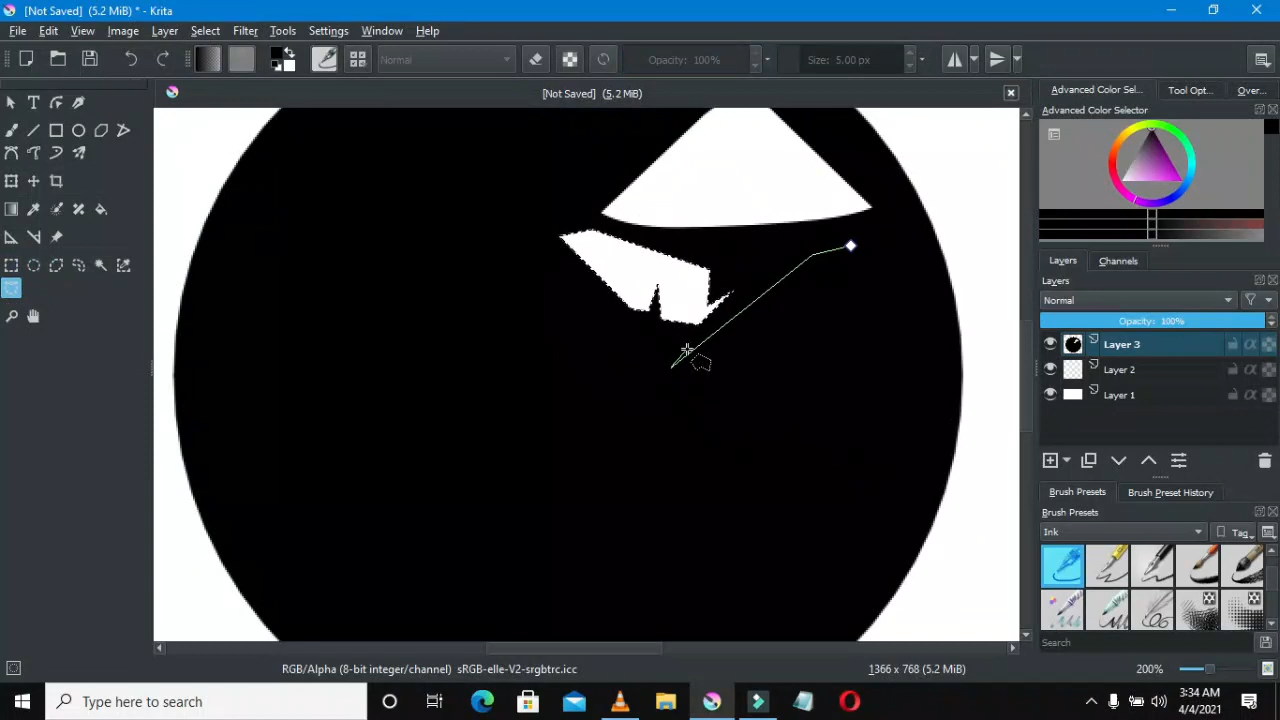 [Not Saved] (5.2 MiB) * - Krita
File Edit View Image Layer Select Filter Tools Settings Window Help
Normal Opacity: 100% Size: 5.00 px
[Not Saved] (5.2 MiB)
Advanced Color Sel... Tool Opt... Over...
Advanced Color Selector
Layers Channels
Layers
Normal
Opacity: 100%
Layer 3
Layer 2
Layer 1
Brush Presets Brush Preset History
Brush Presets
Ink Tag
Search
RGB/Alpha (8-bit integer/channel) sRGB-elle-V2-srgbtrc.icc 1366 x 768 (5.2 MiB) 200%
Type here to search
3:34 AM
4/4/2021